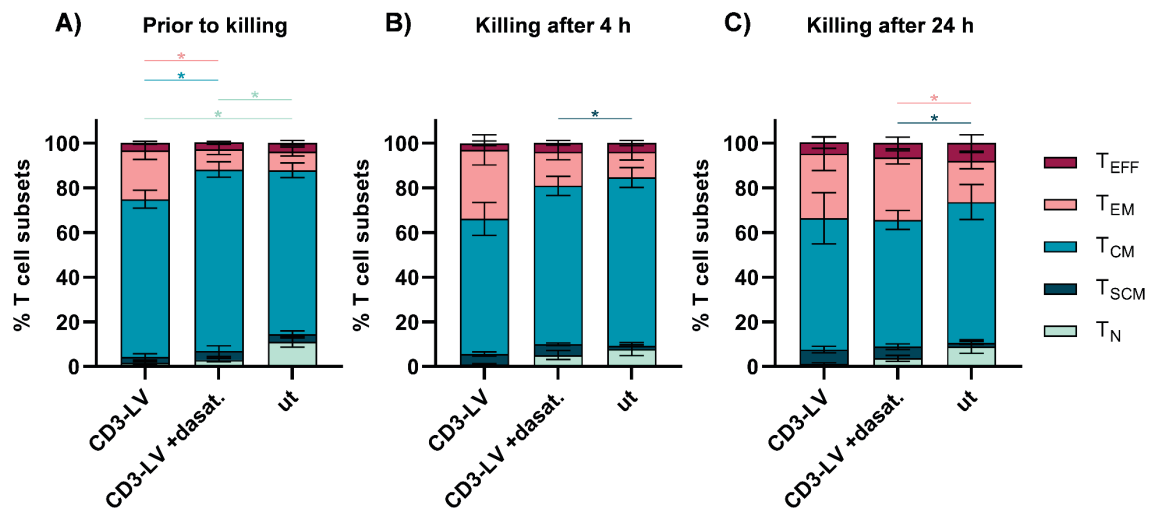 A) Prior to killing
B) Killing after 4 h
C) Killing after 24 h
*
*
*
*
*
*
*
% T cell subsets
100
80
60
40
20
0
CD3-LV
CD3-LV +dasat.
ut
% T cell subsets
100
80
60
40
20
0
CD3-LV
CD3-LV +dasat.
ut
% T cell subsets
100
80
60
40
20
0
CD3-LV
CD3-LV +dasat.
ut
TEFF
TEM
TCM
TSCM
TN